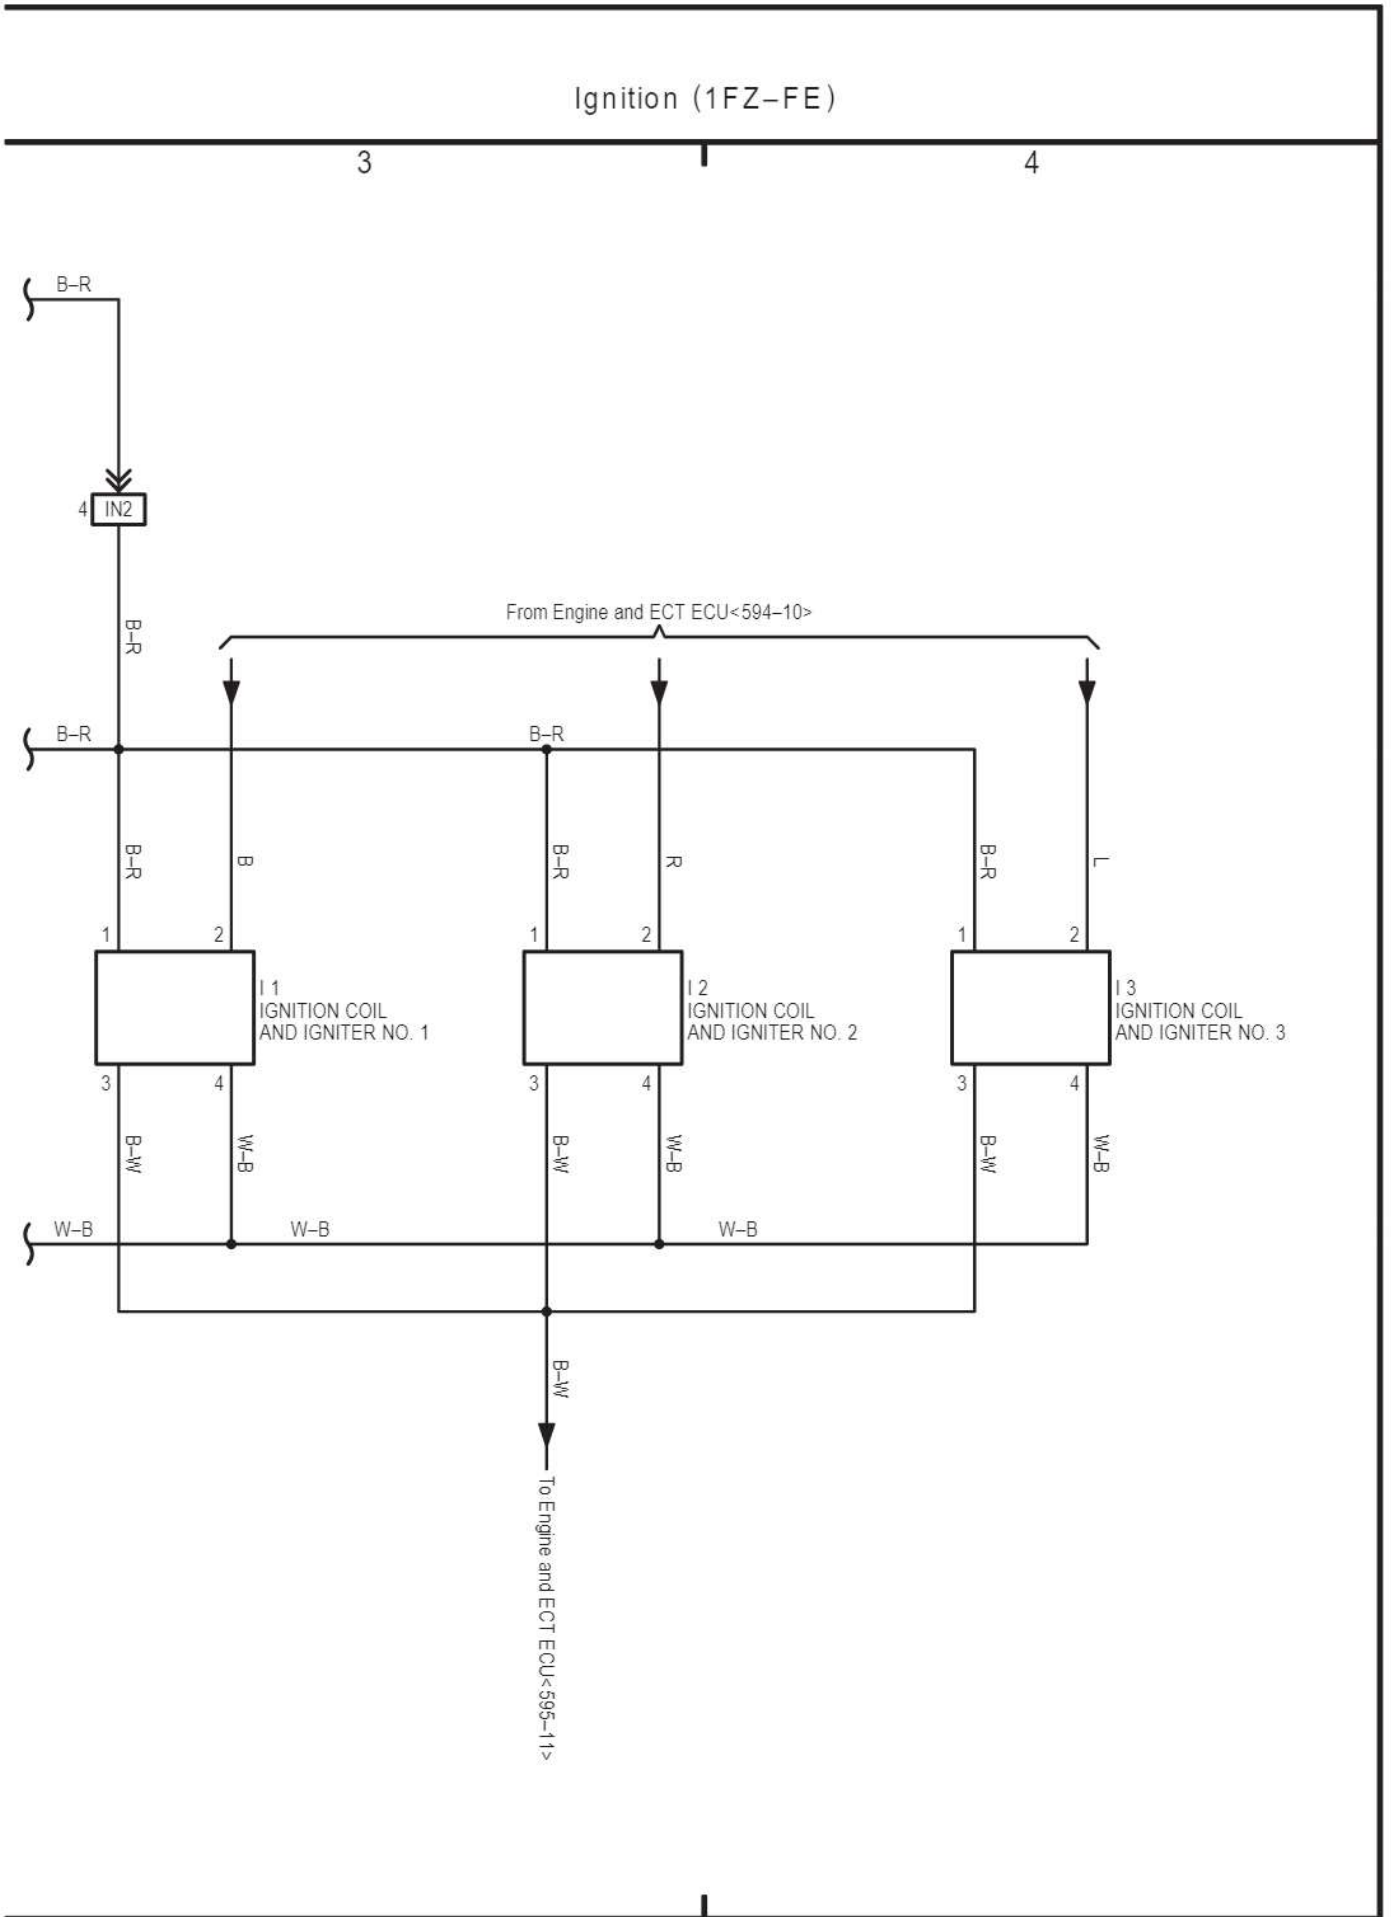 Ignition (1FZ–FE)
3
4
B–R
4
IN2
B–R
From Engine and ECT ECU<594–10>
B–R
B–R
B–R
B
B–R
R
B–R
L
1
2
1
2
1
2
I 1
IGNITION COIL
AND IGNITER NO. 1
I 2
IGNITION COIL
AND IGNITER NO. 2
I 3
IGNITION COIL
AND IGNITER NO. 3
3
4
3
4
3
4
B–W
W–B
B–W
W–B
B–W
W–B
W–B
W–B
W–B
B–W
To Engine and ECT ECU<595–11>